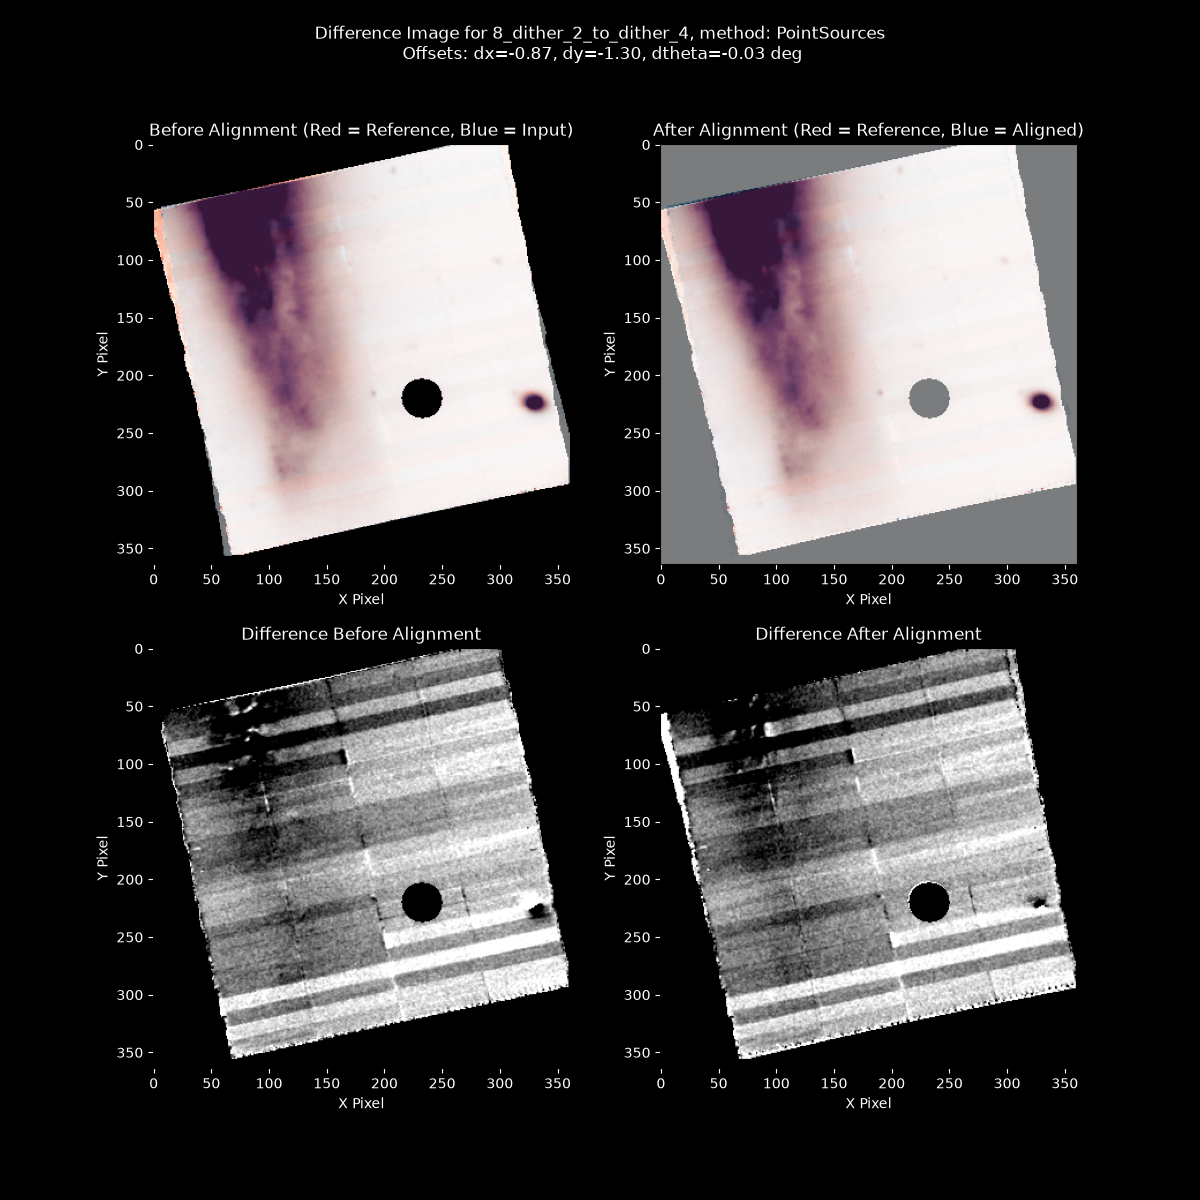 Difference Image for 8_dither_2_to_dither_4, method: PointSources
Offsets: dx=-0.87, dy=-1.30, dtheta=-0.03 deg
Before Alignment (Red = Reference, Blue = Input)
0
50
100
150
200
250
300
350
Y Pixel
0 50 100 150 200 250 300 350
X Pixel
After Alignment (Red = Reference, Blue = Aligned)
0
50
100
150
200
250
300
350
Y Pixel
0 50 100 150 200 250 300 350
X Pixel
Difference Before Alignment
0
50
100
150
200
250
300
350
Y Pixel
0 50 100 150 200 250 300 350
X Pixel
Difference After Alignment
0
50
100
150
200
250
300
350
Y Pixel
0 50 100 150 200 250 300 350
X Pixel